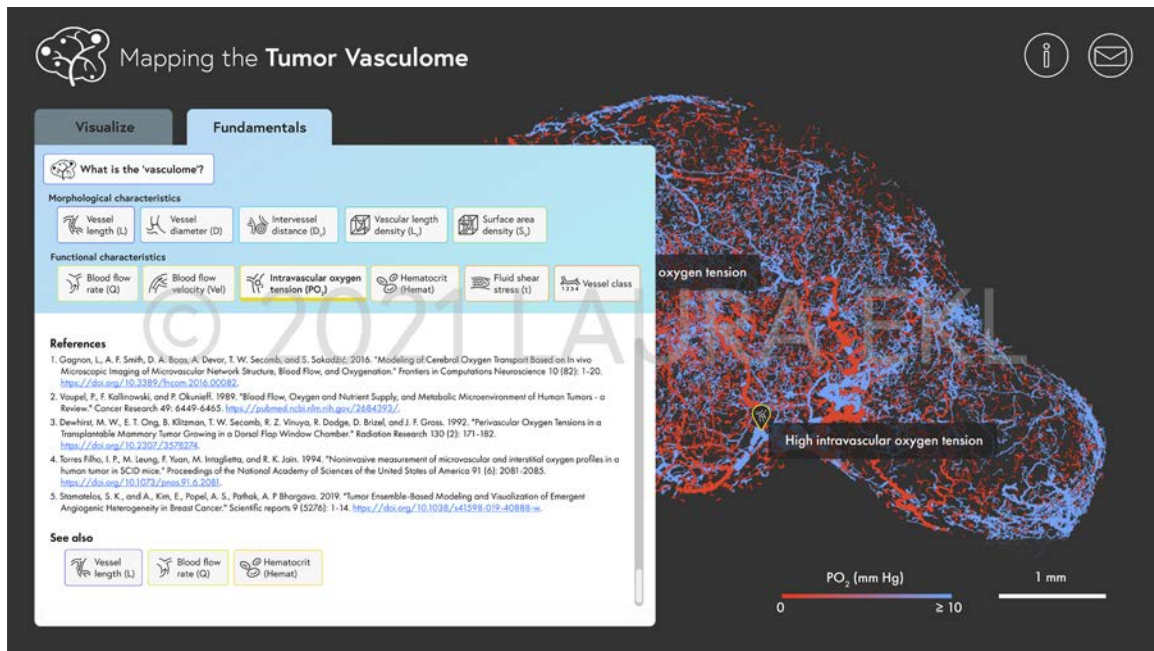 Mapping the Tumor Vasculome
Visualize
Fundamentals
What is the 'vasculome'?
Morphological characteristics
Vessel
length (L)
Vessel
diameter (D)
Intervessel
distance (Dᵥ)
Vascular length
density (Lᵥ)
Surface area
density (Sᵥ)
Functional characteristics
Blood flow
rate (Q)
Blood flow
velocity (Vel)
Intravascular oxygen
tension (PO₂)
Hematocrit
(Hemat)
Fluid shear
stress (τ)
1 2 3 4
Vessel class
© 2021 LAURA EKL
References
1. Gagnon, L., A. F. Smith, D. A. Boas, A. Devor, T. W. Secomb, and S. Sakadžić. 2016. "Modeling of Cerebral Oxygen Transport Based on In vivo
Microscopic Imaging of Microvascular Network Structure, Blood Flow, and Oxygenation." Frontiers in Computations Neuroscience 10 (82): 1-20.
https://doi.org/10.3389/fncom.2016.00082.
2. Vaupel, P., F. Kallinowski, and P. Okunieff. 1989. "Blood Flow, Oxygen and Nutrient Supply, and Metabolic Microenvironment of Human Tumors - a
Review." Cancer Research 49: 6449-6465. https://pubmed.ncbi.nlm.nih.gov/2684393/.
3. Dewhirst, M. W., E. T. Ong, B. Klitzman, T. W. Secomb, R. Z. Vinuya, R. Dodge, D. Brizel, and J. F. Gross. 1992. "Perivascular Oxygen Tensions in a
Transplantable Mammary Tumor Growing in a Dorsal Flap Window Chamber." Radiation Research 130 (2): 171-182.
https://doi.org/10.2307/3578274.
4. Torres Filho, I. P., M. Leunig, F. Yuan, M. Intaglietta, and R. K. Jain. 1994. "Noninvasive measurement of microvascular and interstitial oxygen profiles in a
human tumor in SCID mice." Proceedings of the National Academy of Sciences of the United States of America 91 (6): 2081-2085.
https://doi.org/10.1073/pnas.91.6.2081.
5. Stamatelos, S. K., and A., Kim, E., Popel, A. S., Pathak, A. P Bhargava. 2019. "Tumor Ensemble-Based Modeling and Visualization of Emergent
Angiogenic Heterogeneity in Breast Cancer." Scientific reports 9 (5276): 1-14. https://doi.org/10.1038/s41598-019-40888-w.
See also
Vessel
length (L)
Blood flow
rate (Q)
Hematocrit
(Hemat)
oxygen tension
High intravascular oxygen tension
PO₂ (mm Hg)
0
≥ 10
1 mm